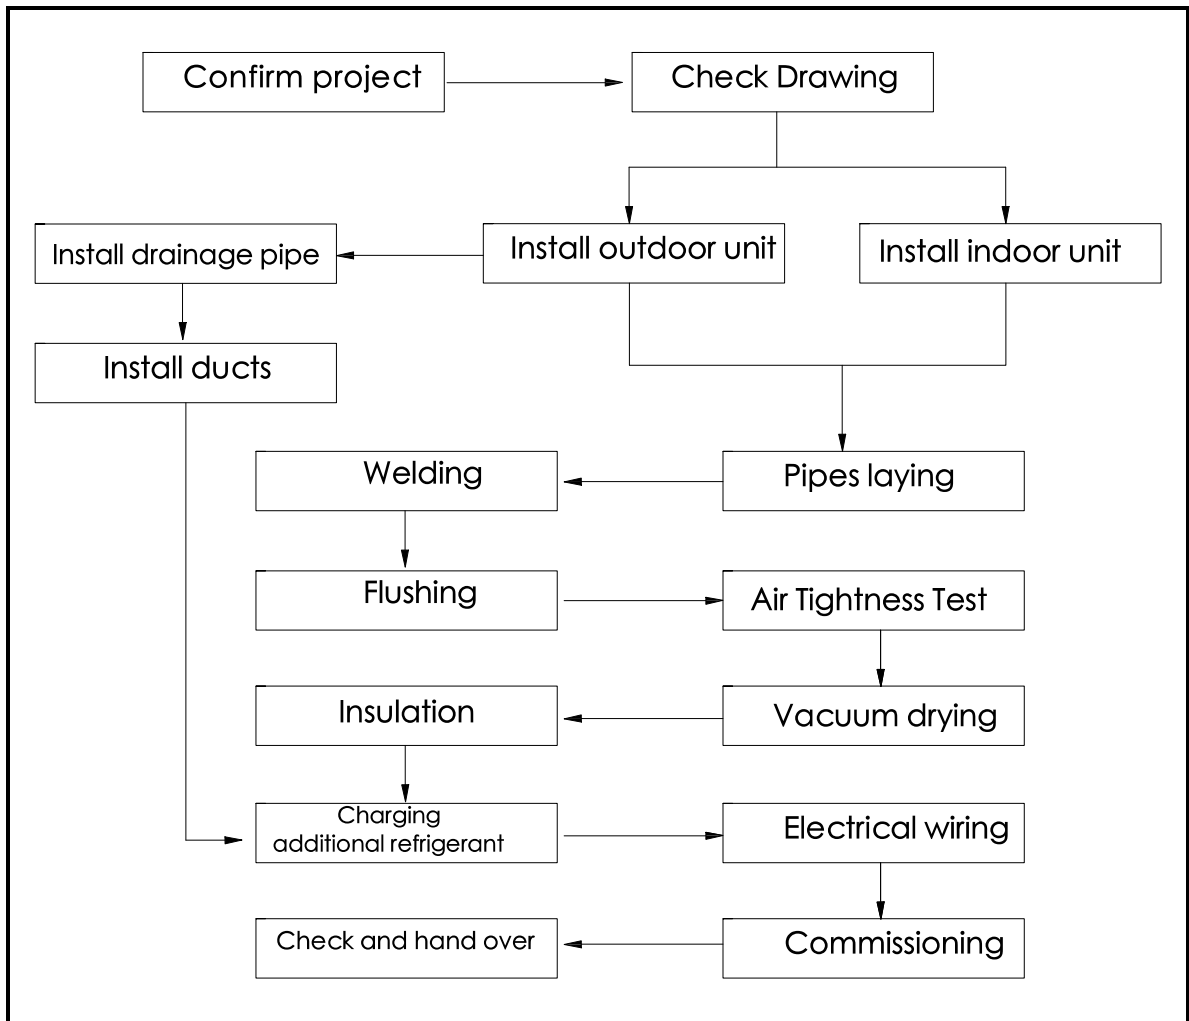 Confirm project
Check Drawing
Install drainage pipe
Install outdoor unit
Install indoor unit
Install ducts
Welding
Pipes laying
Flushing
Air Tightness Test
Insulation
Vacuum drying
Charging
additional refrigerant
Electrical wiring
Check and hand over
Commissioning